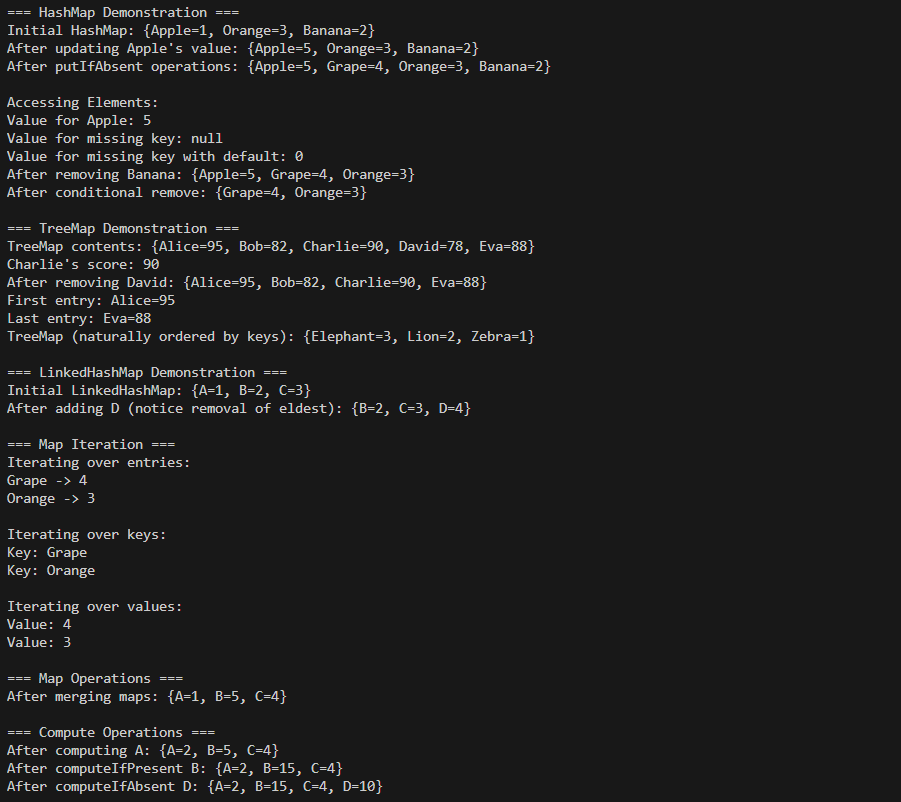 === HashMap Demonstration ===
Initial HashMap: {Apple=1, Orange=3, Banana=2}
After updating Apple's value: {Apple=5, Orange=3, Banana=2}
After putIfAbsent operations: {Apple=5, Grape=4, Orange=3, Banana=2}

Accessing Elements:
Value for Apple: 5
Value for missing key: null
Value for missing key with default: 0
After removing Banana: {Apple=5, Grape=4, Orange=3}
After conditional remove: {Grape=4, Orange=3}

=== TreeMap Demonstration ===
TreeMap contents: {Alice=95, Bob=82, Charlie=90, David=78, Eva=88}
Charlie's score: 90
After removing David: {Alice=95, Bob=82, Charlie=90, Eva=88}
First entry: Alice=95
Last entry: Eva=88
TreeMap (naturally ordered by keys): {Elephant=3, Lion=2, Zebra=1}

=== LinkedHashMap Demonstration ===
Initial LinkedHashMap: {A=1, B=2, C=3}
After adding D (notice removal of eldest): {B=2, C=3, D=4}

=== Map Iteration ===
Iterating over entries:
Grape -> 4
Orange -> 3

Iterating over keys:
Key: Grape
Key: Orange

Iterating over values:
Value: 4
Value: 3

=== Map Operations ===
After merging maps: {A=1, B=5, C=4}

=== Compute Operations ===
After computing A: {A=2, B=5, C=4}
After computeIfPresent B: {A=2, B=15, C=4}
After computeIfAbsent D: {A=2, B=15, C=4, D=10}